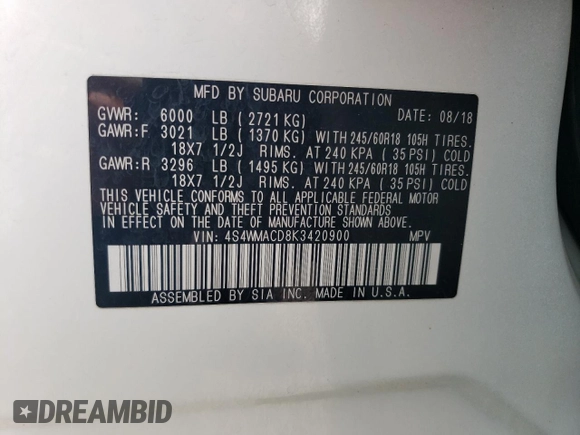 MFD BY SUBARU CORPORATION
GVWR: 6000 LB ( 2721 KG) DATE: 08/18
GAWR:F 3021 LB ( 1370 KG) WITH 245/60R18 105H TIRES.
18X7 1/2J RIMS. AT 240 KPA ( 35 PSI) COLD
GAWR:R 3296 LB ( 1495 KG) WITH 245/60R18 105H TIRES.
18X7 1/2J RIMS. AT 240 KPA ( 35 PSI) COLD
THIS VEHICLE CONFORMS TO ALL APPLICABLE FEDERAL MOTOR
VEHICLE SAFETY AND THEFT PREVENTION STANDARDS
IN EFFECT ON THE DATE OF MANUFACTURE SHOWN ABOVE.
VIN: 4S4WMACD8K3420900 MPV
ASSEMBLED BY SIA INC. MADE IN U.S.A.
DREAMBID